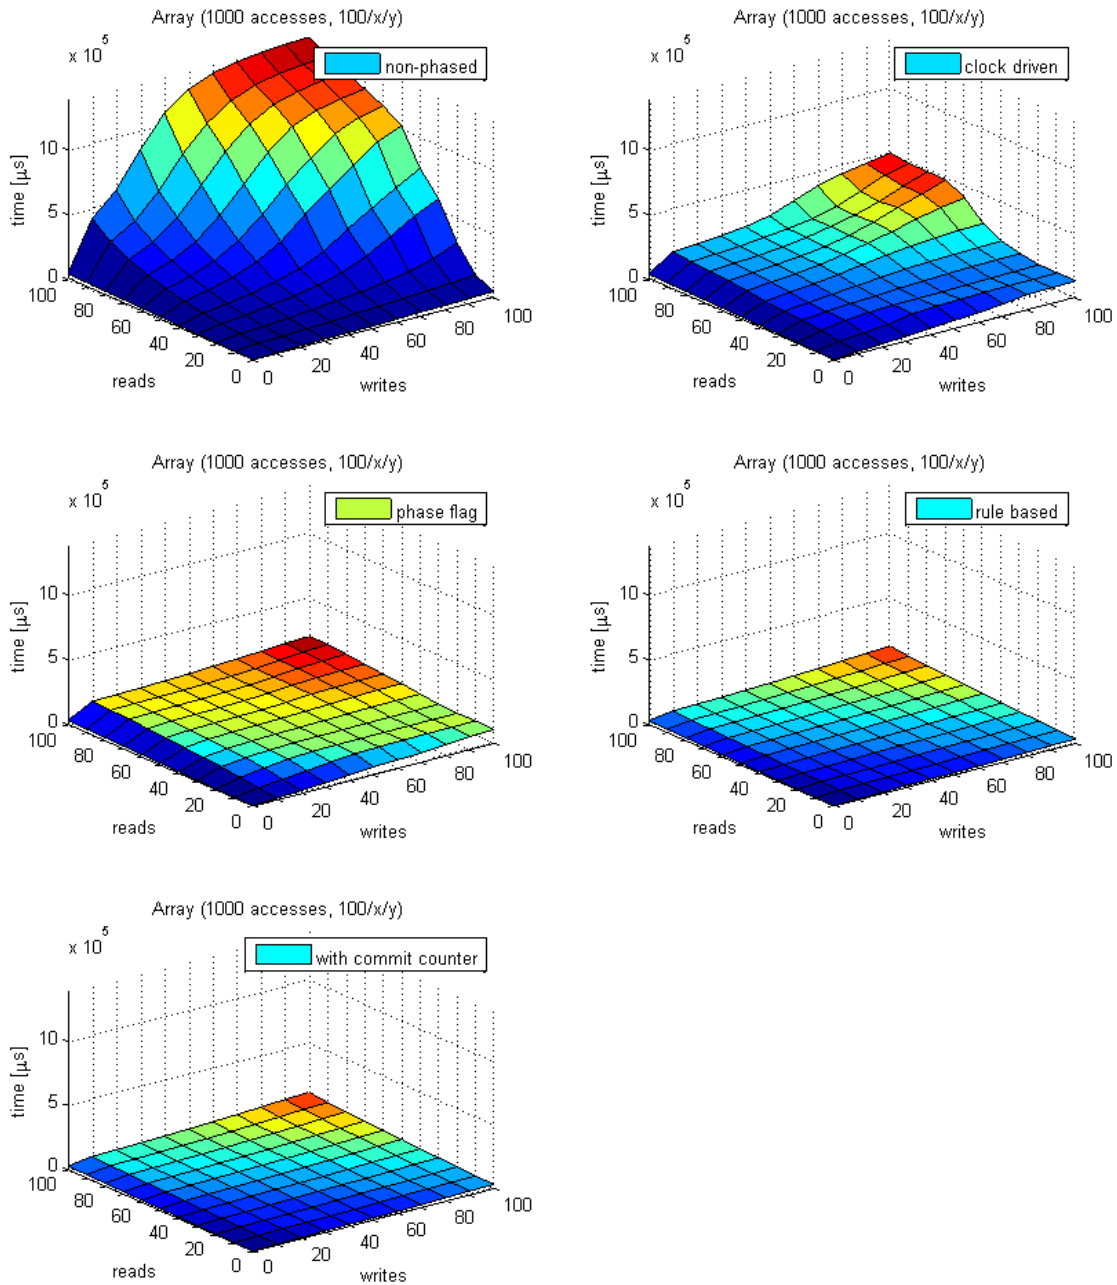 Array (1000 accesses, 100/x/y)
x 10^5
non-phased
time [µs]
10
5
0
100
80
60
40
20
0
reads
0
20
40
60
80
100
writes
Array (1000 accesses, 100/x/y)
x 10^5
clock driven
time [µs]
10
5
0
100
80
60
40
20
0
reads
0
20
40
60
80
100
writes
Array (1000 accesses, 100/x/y)
x 10^5
phase flag
time [µs]
10
5
0
100
80
60
40
20
0
reads
0
20
40
60
80
100
writes
Array (1000 accesses, 100/x/y)
x 10^5
rule based
time [µs]
10
5
0
100
80
60
40
20
0
reads
0
20
40
60
80
100
writes
Array (1000 accesses, 100/x/y)
x 10^5
with commit counter
time [µs]
10
5
0
100
80
60
40
20
0
reads
0
20
40
60
80
100
writes